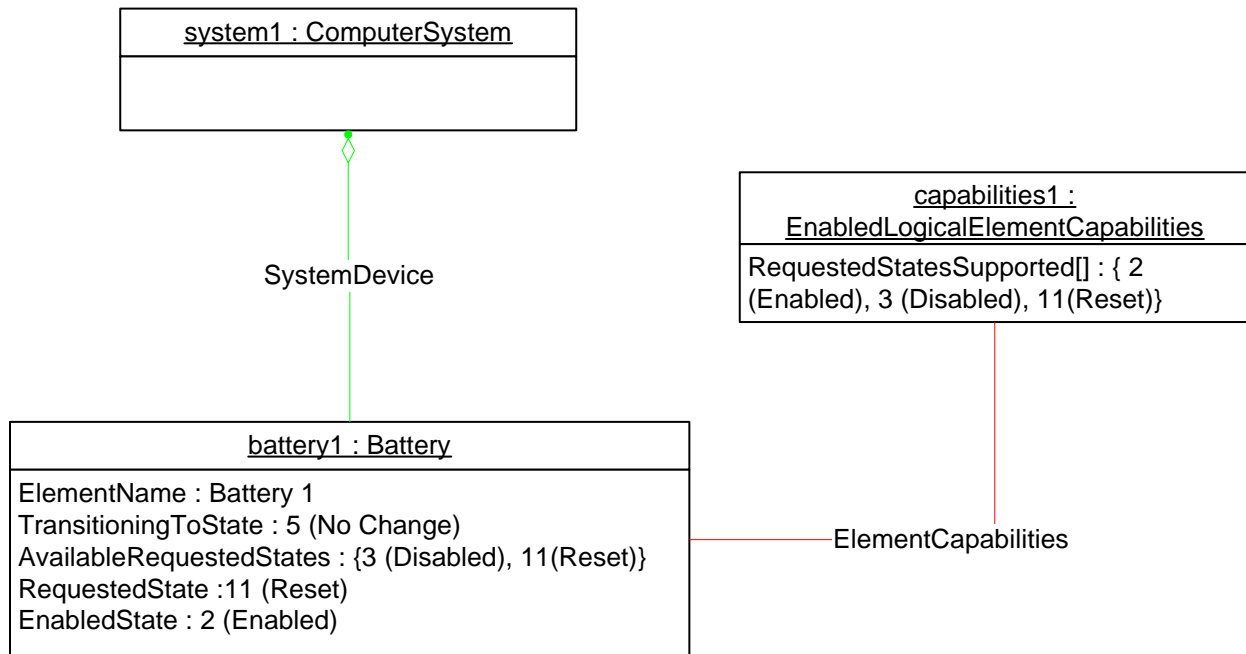 system1 : ComputerSystem
capabilities1 :
EnabledLogicalElementCapabilities
RequestedStatesSupported[] : { 2
(Enabled), 3 (Disabled), 11(Reset)}
SystemDevice
battery1 : Battery
ElementName : Battery 1
TransitioningToState : 5 (No Change)
AvailableRequestedStates : {3 (Disabled), 11(Reset)}
RequestedState :11 (Reset)
EnabledState : 2 (Enabled)
ElementCapabilities